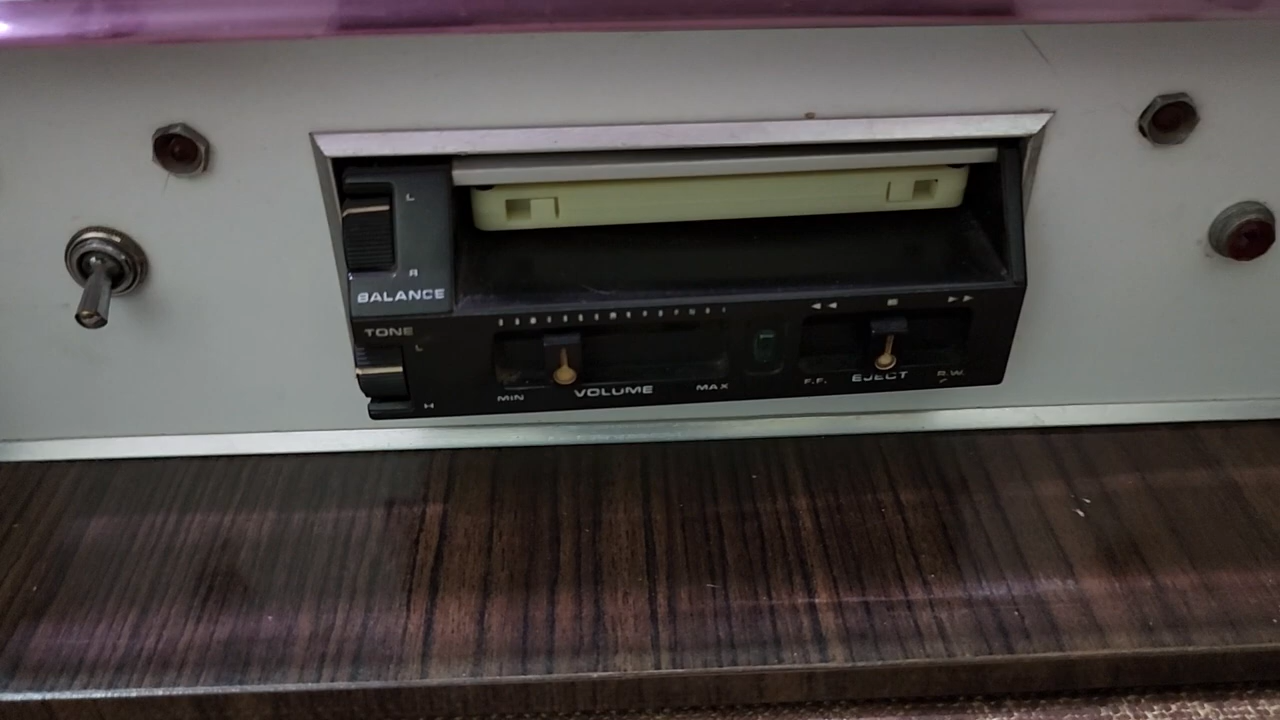 L
R
BALANCE
TONE
L
H
MIN VOLUME MAX
F.F. EJECT R.W.